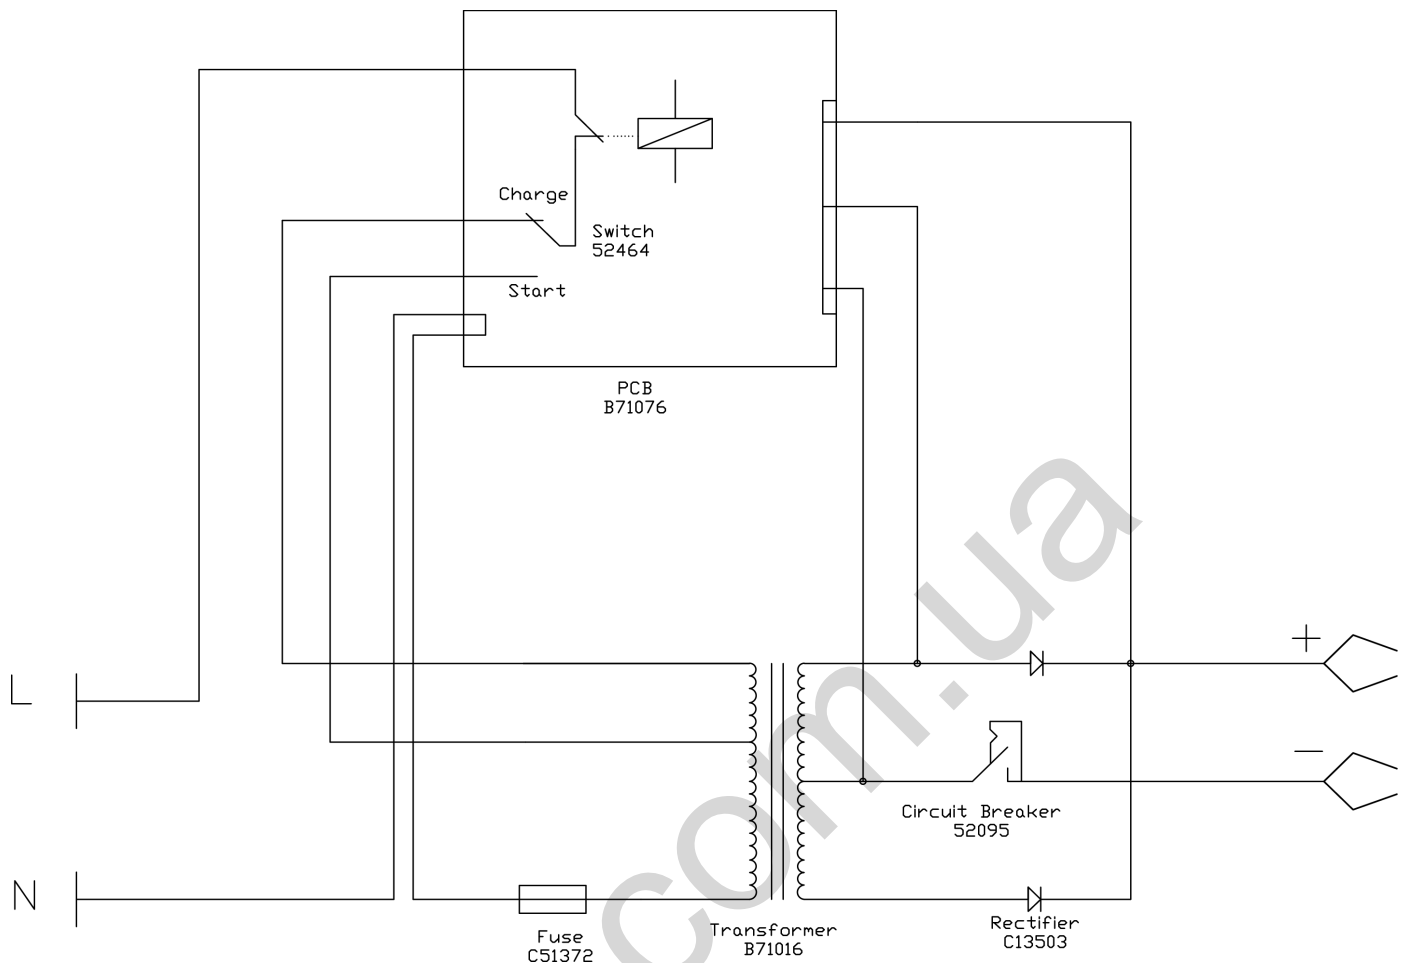 Charge
Switch
52464
Start
PCB
B71076
+
L
—
Circuit Breaker
52095
N
Rectifier
C13503
Transformer
B71016
Fuse
C51372
com.ua